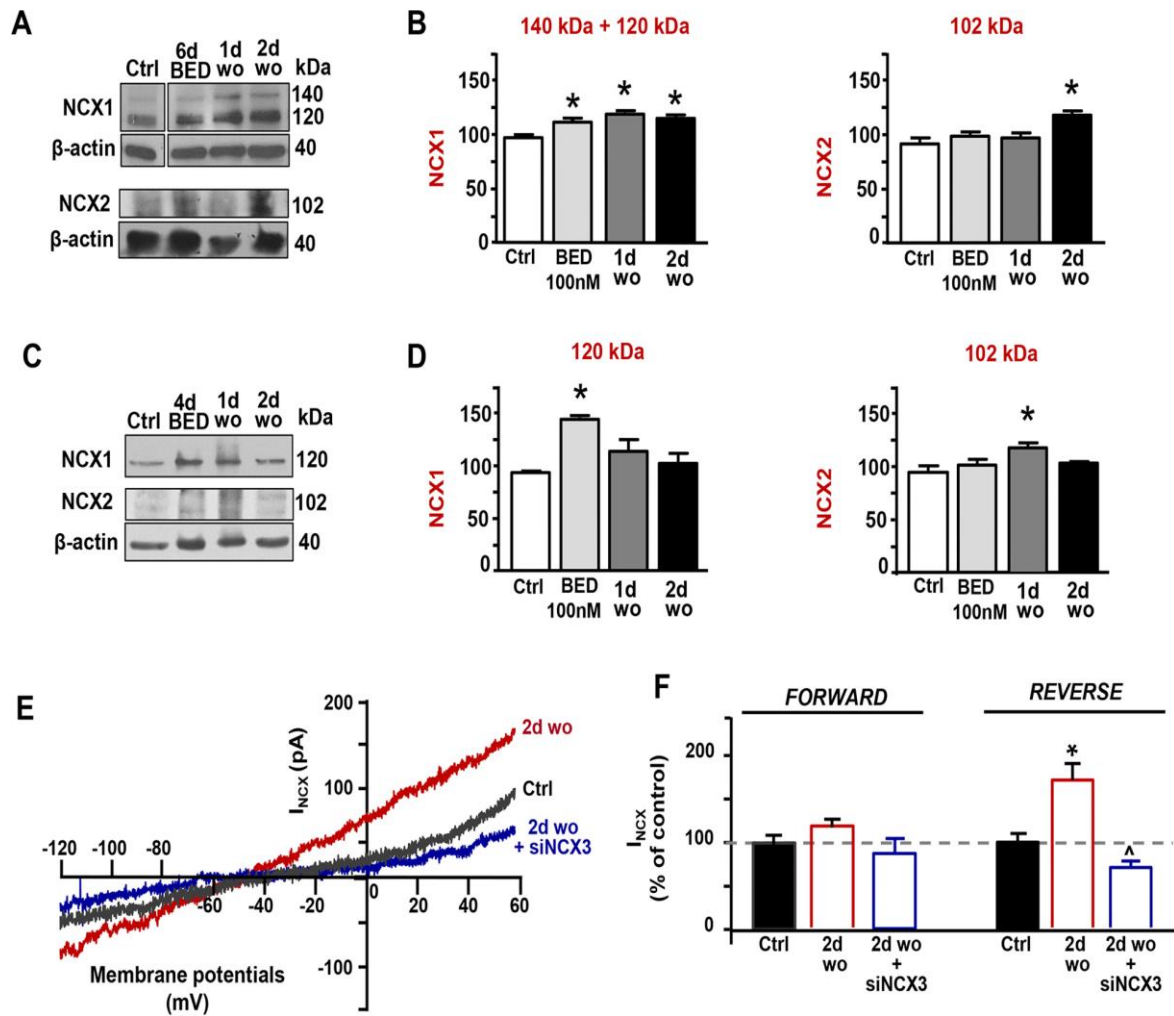 A
6d 1d 2d
Ctrl BED wo wo kDa
NCX1 140
120
β-actin 40
NCX2 102
β-actin 40
B
140 kDa + 120 kDa
NCX1
150
100
50
0
*
*
*
Ctrl BED 1d 2d
100nM wo wo
102 kDa
NCX2
150
100
50
0
*
Ctrl BED 1d 2d
100nM wo wo
C
4d 1d 2d
Ctrl BED wo wo kDa
NCX1 120
NCX2 102
β-actin 40
D
120 kDa
NCX1
150
100
50
0
*
Ctrl BED 1d 2d
100nM wo wo
102 kDa
NCX2
150
100
50
0
*
Ctrl BED 1d 2d
100nM wo wo
E
INCX (pA)
200
100
-100
2d wo
Ctrl
2d wo
+ siNCX3
-120 -100 -80
-60 -40 -20 0 20 40 60
Membrane potentials
(mV)
F
FORWARD REVERSE
INCX
(% of control)
200
100
0
*
^
Ctrl 2d 2d wo Ctrl 2d 2d wo
wo + wo +
siNCX3 siNCX3